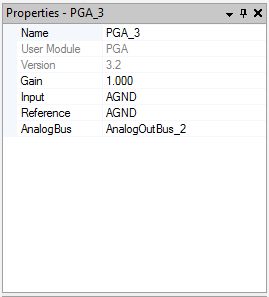 Properties - PGA_3
Name PGA_3
User Module PGA
Version 3.2
Gain 1.000
Input AGND
Reference AGND
AnalogBus AnalogOutBus_2